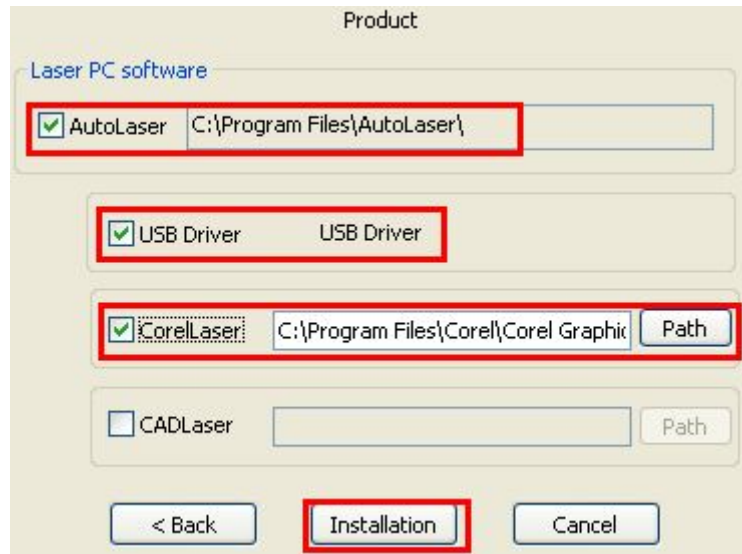 Product
Laser PC software
AutoLaser C:\Program Files\AutoLaser\
USB Driver USB Driver
CorelLaser C:\Program Files\Corel\Corel Graphic Path
CADLaser Path
< Back Installation Cancel